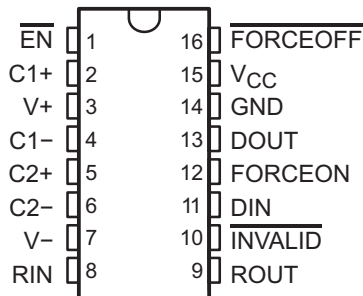 EN 1 16 FORCEOFF
C1+ 2 15 VCC
V+ 3 14 GND
C1− 4 13 DOUT
C2+ 5 12 FORCEON
C2− 6 11 DIN
V− 7 10 INVALID
RIN 8 9 ROUT